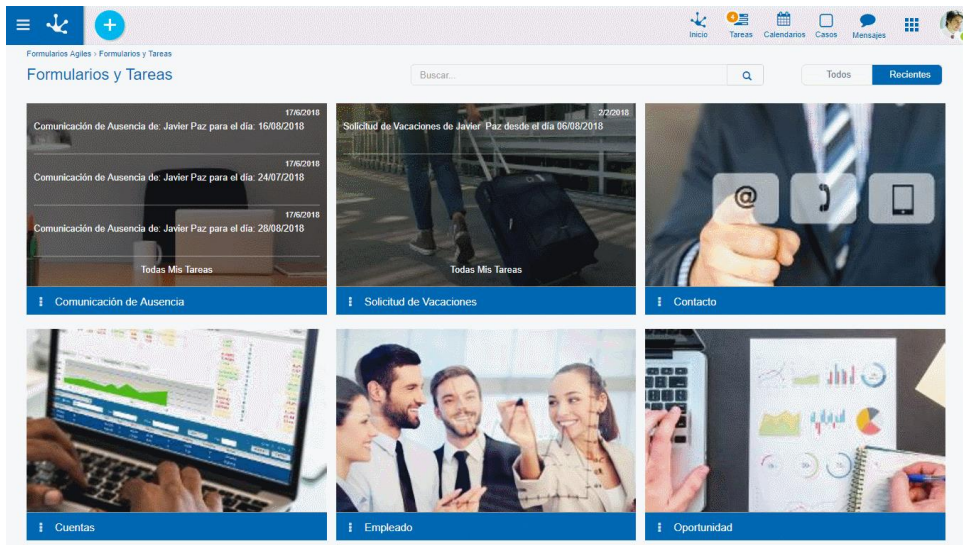 Inicio
4
Tareas
Calendarios
Casos
Mensajes
Formularios Agiles › Formularios y Tareas
Formularios y Tareas
Buscar...
Todos
Recientes
17/6/2018
Comunicación de Ausencia de: Javier Paz para el día: 16/08/2018
17/6/2018
Comunicación de Ausencia de: Javier Paz para el día: 24/07/2018
17/6/2018
Comunicación de Ausencia de: Javier Paz para el día: 28/08/2018
Todas Mis Tareas
Comunicación de Ausencia
2/2/2018
Solicitud de Vacaciones de Javier Paz desde el día 06/08/2018
Todas Mis Tareas
Solicitud de Vacaciones
@
Contacto
Cuentas
Empleado
Oportunidad